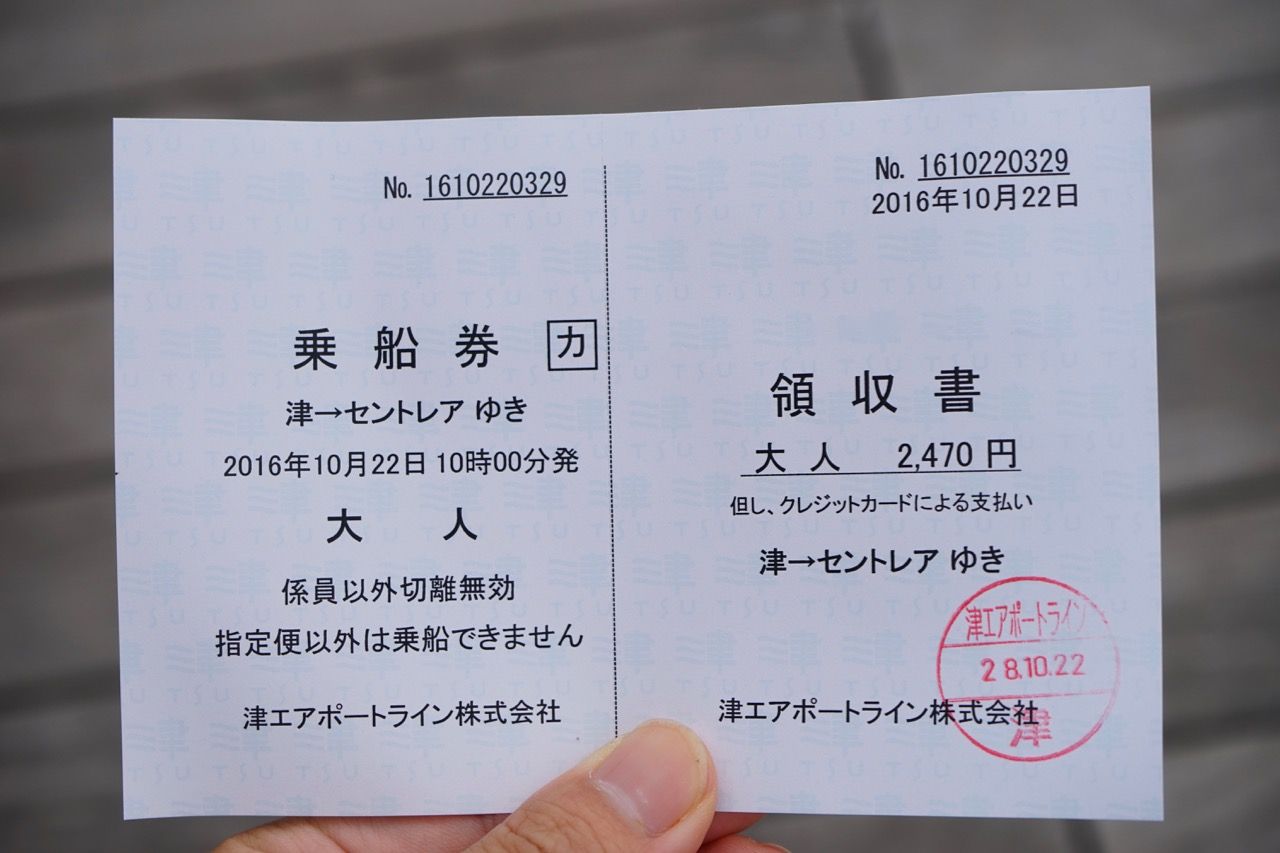 No. 1610220329
乗船券 カ
津→セントレア ゆき
2016年10月22日 10時00分発
大人
係員以外切離無効
指定便以外は乗船できません
津エアポートライン株式会社
No. 1610220329
2016年10月22日
領収書
大人 2,470 円
但し、クレジットカードによる支払い
津→セントレア ゆき
津エアポートライン株式会社
津エアポートライン
28.10.22
津